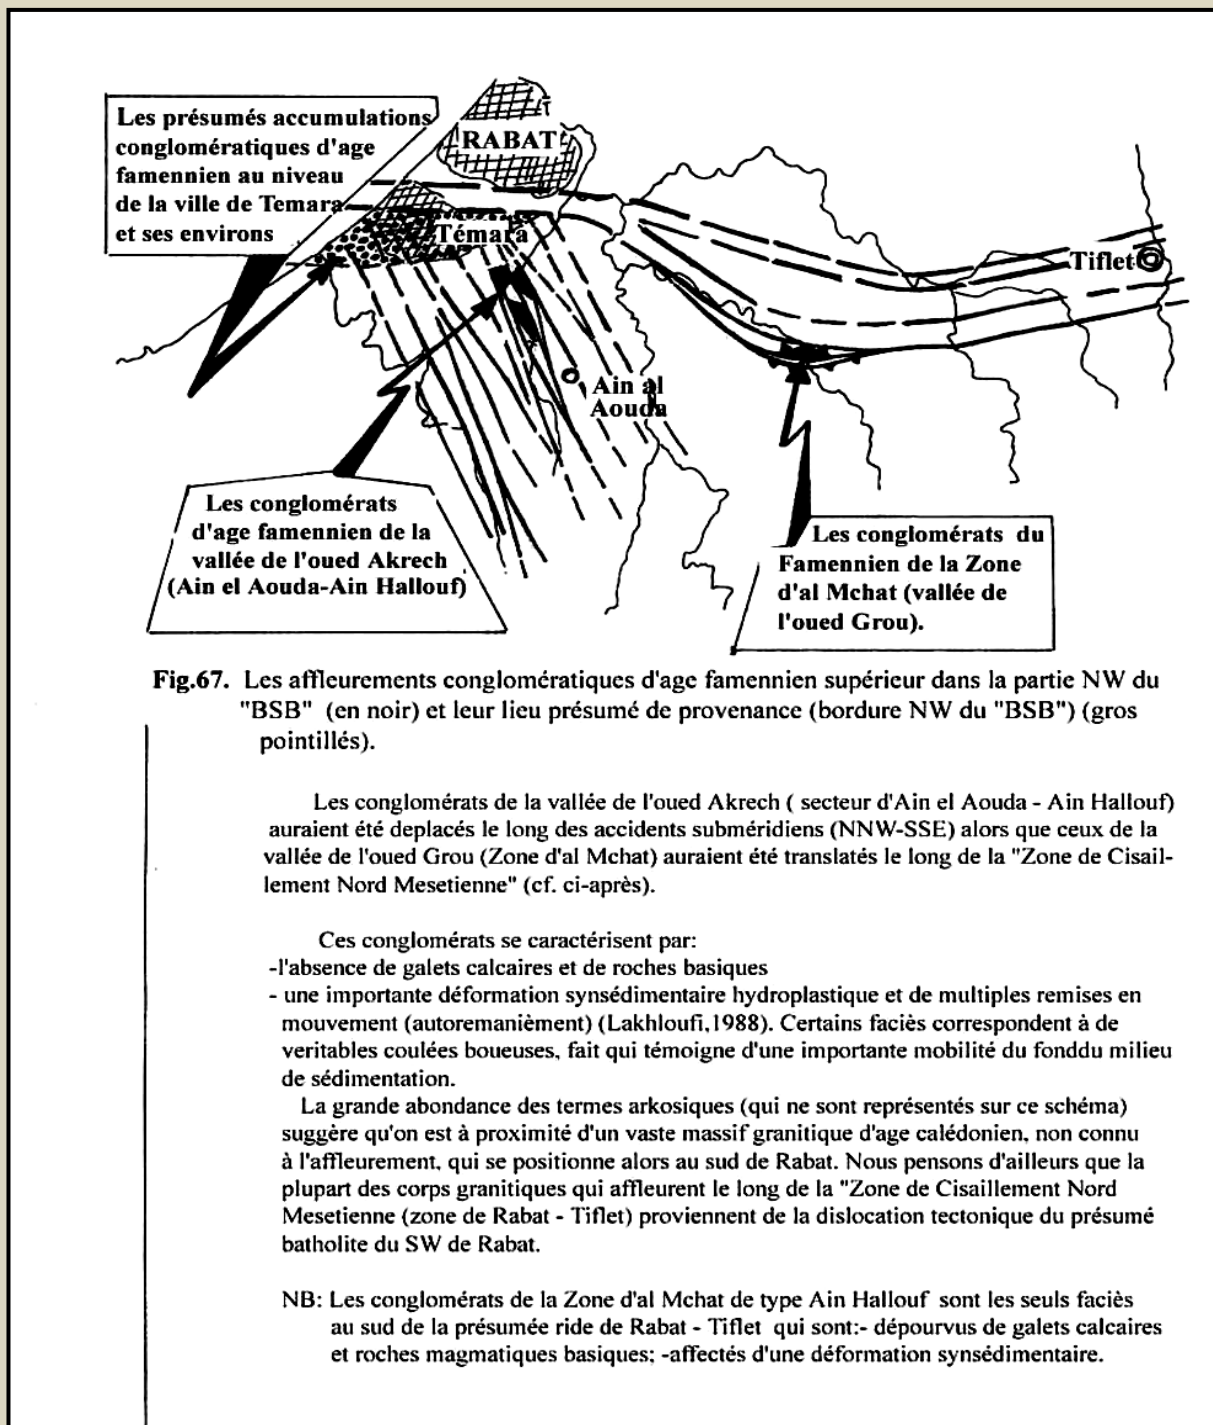 Les présumés accumulations
conglomératiques d'age
famennien au niveau
de la ville de Temara
et ses environs
RABAT
Témara
Tiflet
Ain al
Aouda
Les conglomérats
d'age famennien de la
vallée de l'oued Akrech
(Ain el Aouda-Ain Hallouf)
Les conglomérats du
Famennien de la Zone
d'al Mchat (vallée de
l'oued Grou).
Fig.67. Les affleurements conglomératiques d'age famennien supérieur dans la partie NW du
"BSB" (en noir) et leur lieu présumé de provenance (bordure NW du "BSB") (gros
pointillés).
Les conglomérats de la vallée de l'oued Akrech ( secteur d'Ain el Aouda - Ain Hallouf)
auraient été deplacés le long des accidents subméridiens (NNW-SSE) alors que ceux de la
vallée de l'oued Grou (Zone d'al Mchat) auraient été translatés le long de la "Zone de Cisail-
lement Nord Mesetienne" (cf. ci-après).
Ces conglomérats se caractérisent par:
-l'absence de galets calcaires et de roches basiques
- une importante déformation synsédimentaire hydroplastique et de multiples remises en
mouvement (autoremanièment) (Lakhloufi,1988). Certains faciès correspondent à de
veritables coulées boueuses, fait qui témoigne d'une importante mobilité du fonddu milieu
de sédimentation.
La grande abondance des termes arkosiques (qui ne sont représentés sur ce schéma)
suggère qu'on est à proximité d'un vaste massif granitique d'age calédonien, non connu
à l'affleurement, qui se positionne alors au sud de Rabat. Nous pensons d'ailleurs que la
plupart des corps granitiques qui affleurent le long de la "Zone de Cisaillement Nord
Mesetienne (zone de Rabat - Tiflet) proviennent de la dislocation tectonique du présumé
batholite du SW de Rabat.
NB: Les conglomérats de la Zone d'al Mchat de type Ain Hallouf sont les seuls faciès
au sud de la présumée ride de Rabat - Tiflet qui sont:- dépourvus de galets calcaires
et roches magmatiques basiques; -affectés d'une déformation synsédimentaire.